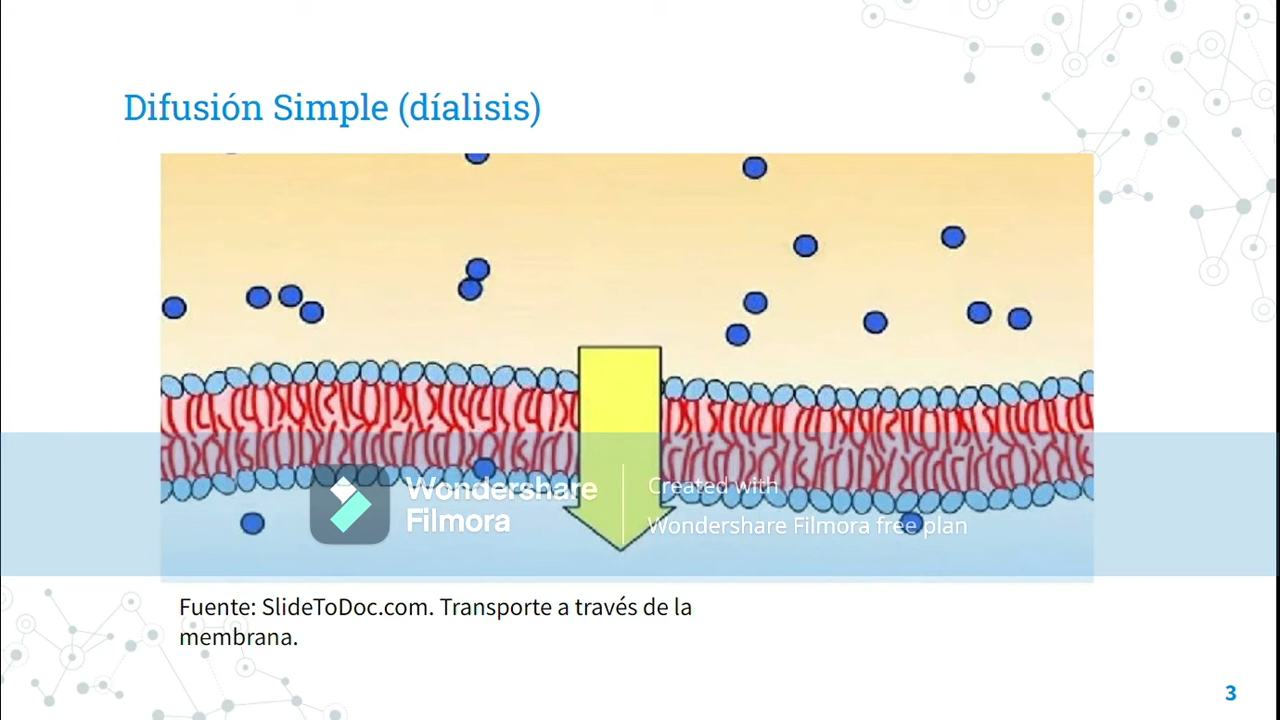 Difusión Simple (díalisis)
Wondershare
Filmora
Created with
Wondershare Filmora free plan
Fuente: SlideToDoc.com. Transporte a través de la
membrana.
3